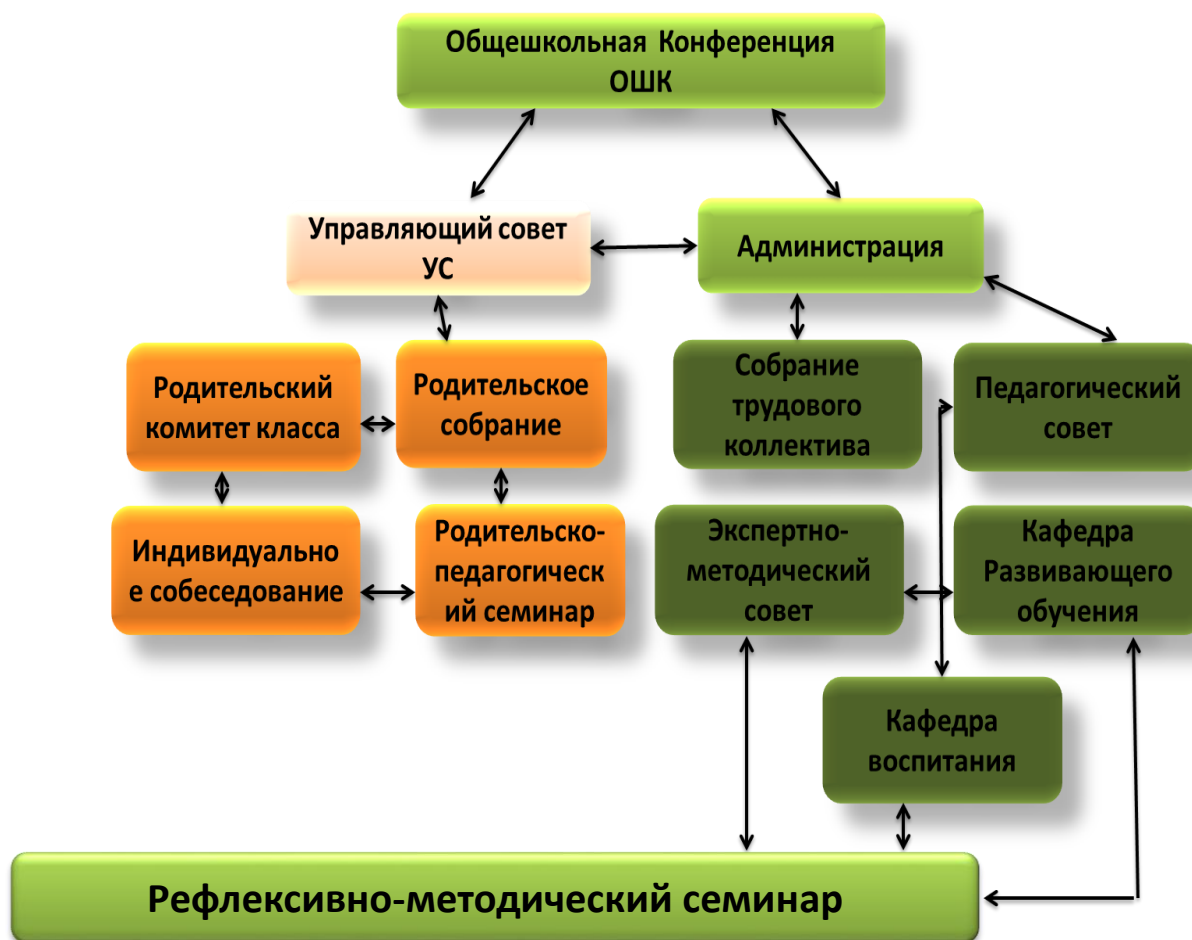 Общешкольная Конференция
ОШК
Управляющий совет
УС
Администрация
Родительский
комитет класса
Родительское
собрание
Собрание
трудового
коллектива
Педагогический
совет
Индивидуально
е собеседование
Родительско-
педагогическ
ий семинар
Экспертно-
методический
совет
Кафедра
Развивающего
обучения
Кафедра
воспитания
Рефлексивно-методический семинар